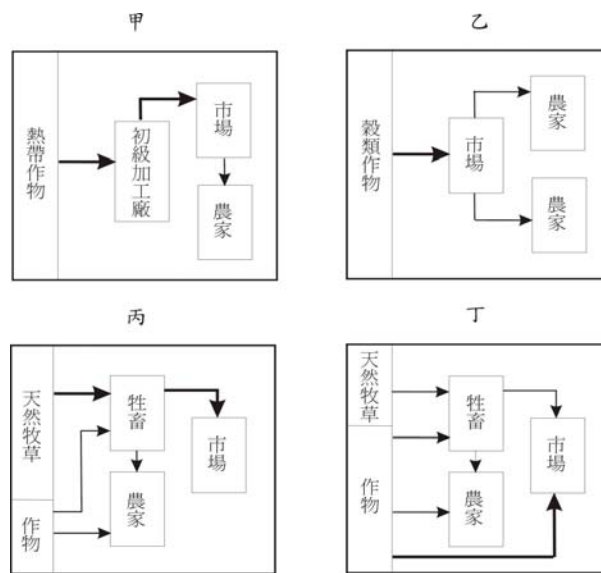 甲
熱帶作物
初級加工廠
市場
農家
乙
穀類作物
市場
農家
農家
丙
天然牧草
作物
牲畜
農家
市場
丁
天然牧草
作物
牲畜
農家
市場